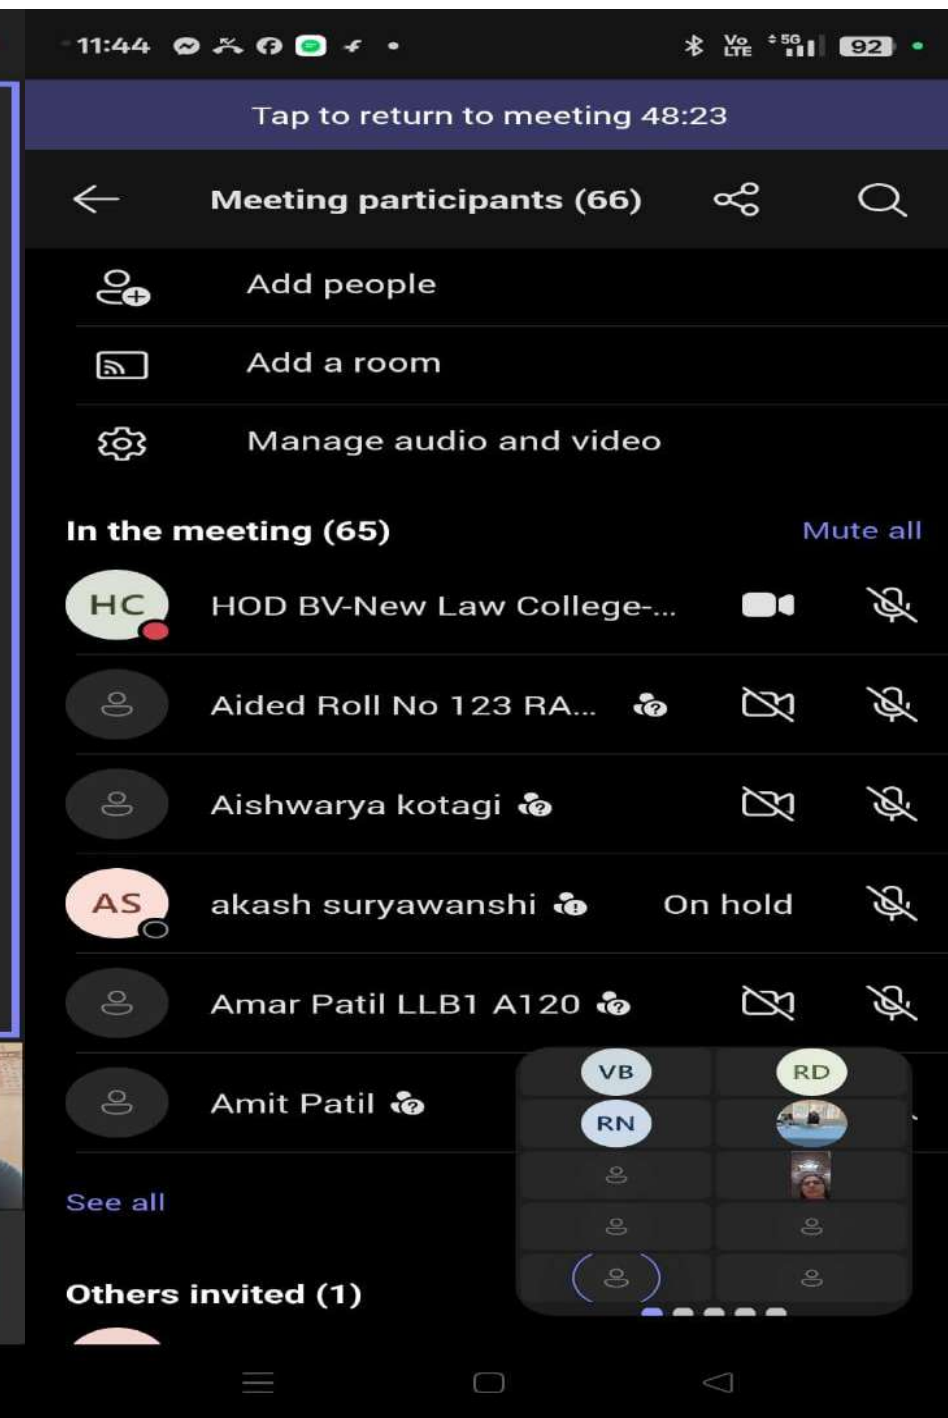 11:44 Vo LTE 5G 92
Tap to return to meeting 48:23
Meeting participants (66)
Add people
Add a room
Manage audio and video
In the meeting (65) Mute all
HC HOD BV-New Law College-...
Aided Roll No 123 RA...
Aishwarya kotagi
AS akash suryawanshi On hold
Amar Patil LLB1 A120
VB RD
Amit Patil
RN
See all
Others invited (1)